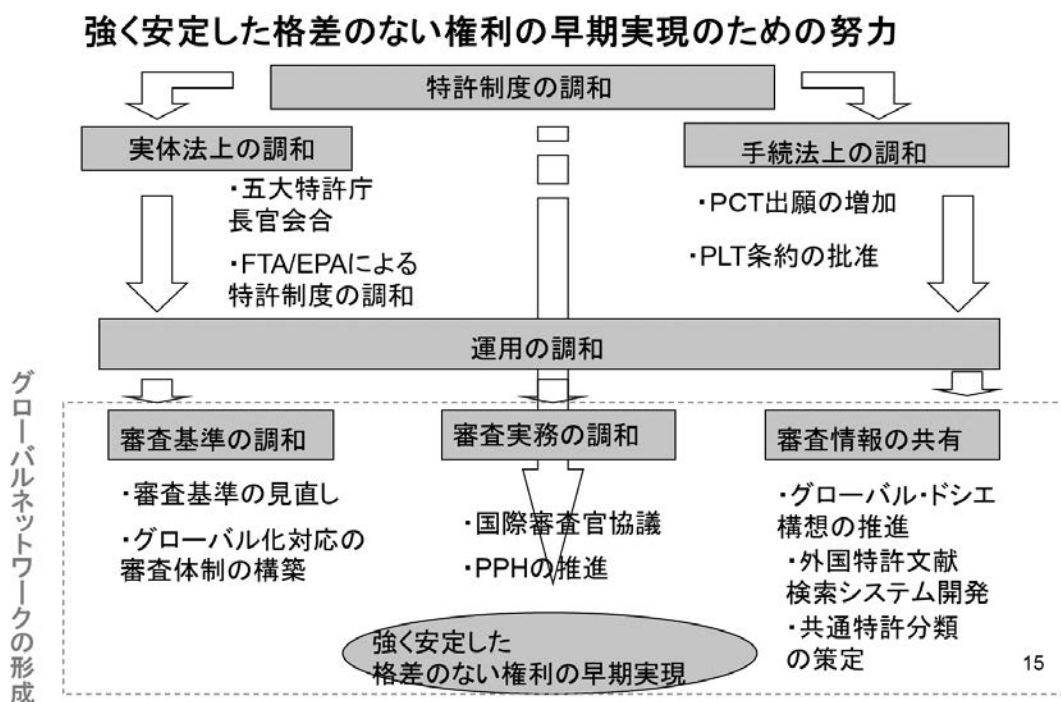 強く安定した格差のない権利の早期実現のための努力
特許制度の調和
実体法上の調和
・五大特許庁
長官会合
・FTA/EPAによる
特許制度の調和
手続法上の調和
・PCT出願の増加
・PLT条約の批准
運用の調和
グローバルネットワークの形成
審査基準の調和
・審査基準の見直し
・グローバル化対応の
審査体制の構築
審査実務の調和
・国際審査官協議
・PPHの推進
審査情報の共有
・グローバル・ドシエ
構想の推進
・外国特許文献
検索システム開発
・共通特許分類
の策定
強く安定した
格差のない権利の早期実現
15